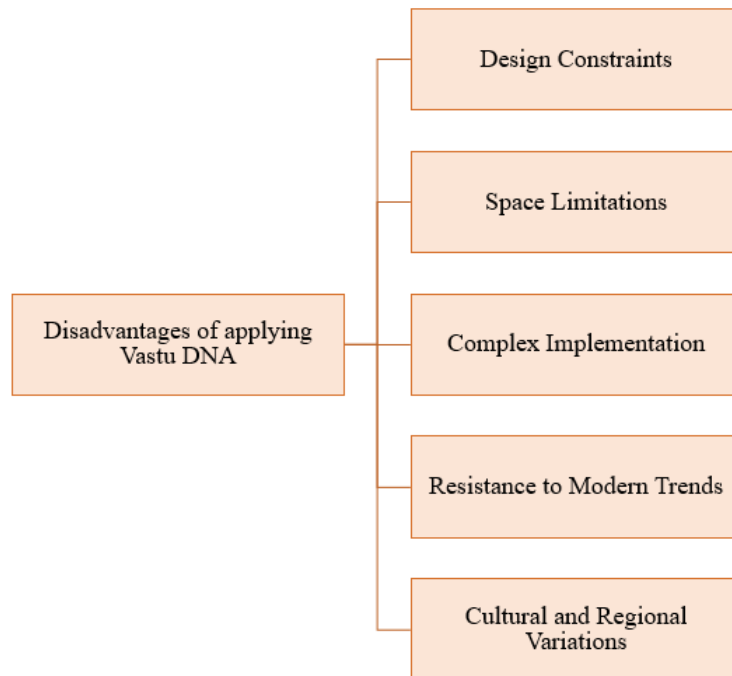 Design Constraints
Space Limitations
Disadvantages of applying
Vastu DNA
Complex Implementation
Resistance to Modern Trends
Cultural and Regional
Variations